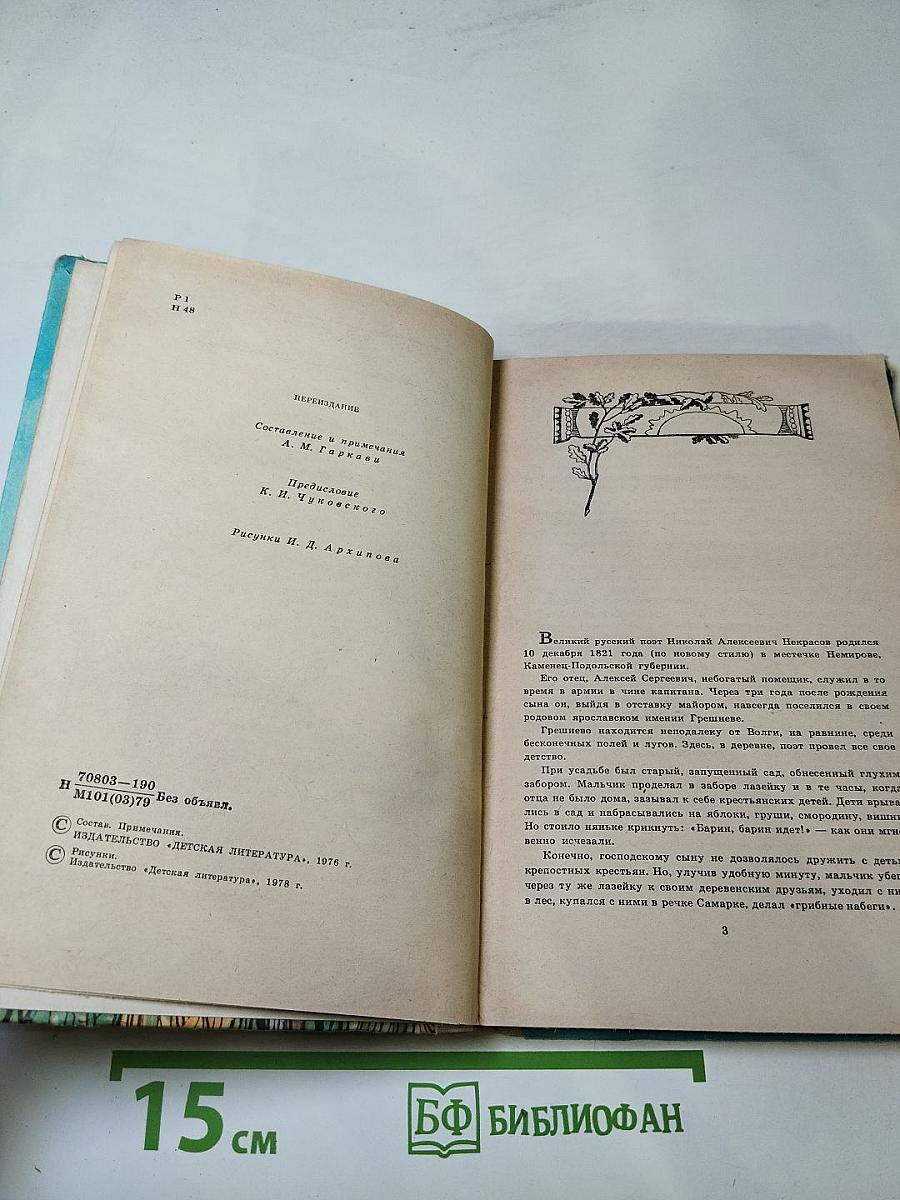 Р1
Н 48
ПЕРЕИЗДАНИЕ
Составление и примечания
А. М. Гаркави
Предисловие
К. И. Чуковского
Рисунки И. Д. Архипова
Н 70803—190
М101(03)79 Без объявл.
© Состав. Примечания.
ИЗДАТЕЛЬСТВО «ДЕТСКАЯ ЛИТЕРАТУРА», 1976 г.
© Рисунки.
Издательство «Детская литература», 1978 г.
Великий русский поэт Николай Алексеевич Некрасов родился
10 декабря 1821 года (по новому стилю) в местечке Немирове,
Каменец-Подольской губернии.
Его отец, Алексей Сергеевич, небогатый помещик, служил в то
время в армии в чине капитана. Через три года после рождения
сына он, выйдя в отставку майором, навсегда поселился в своем
родовом ярославском имении Грешневе.
Грешнево находится неподалеку от Волги, на равнине, среди
бесконечных полей и лугов. Здесь, в деревне, поэт провел все свое
детство.
При усадьбе был старый, запущенный сад, обнесенный глухим
забором. Мальчик проделал в заборе лазейку и в те часы, когда
отца не было дома, зазывал к себе крестьянских детей. Дети врыва
лись в сад и набрасывались на яблоки, груши, смородину, вишни
Но стоило няньке крикнуть: «Барин, барин идет!» — как они мгно
венно исчезали.
Конечно, господскому сыну не дозволялось дружить с деть
крепостных крестьян. Но, улучив удобную минуту, мальчик убег
через ту же лазейку к своим деревенским друзьям, уходил с ни
в лес, купался с ними в речке Самарке, делал «грибные набеги».
3
15 см
БФ БИБЛИОФАН